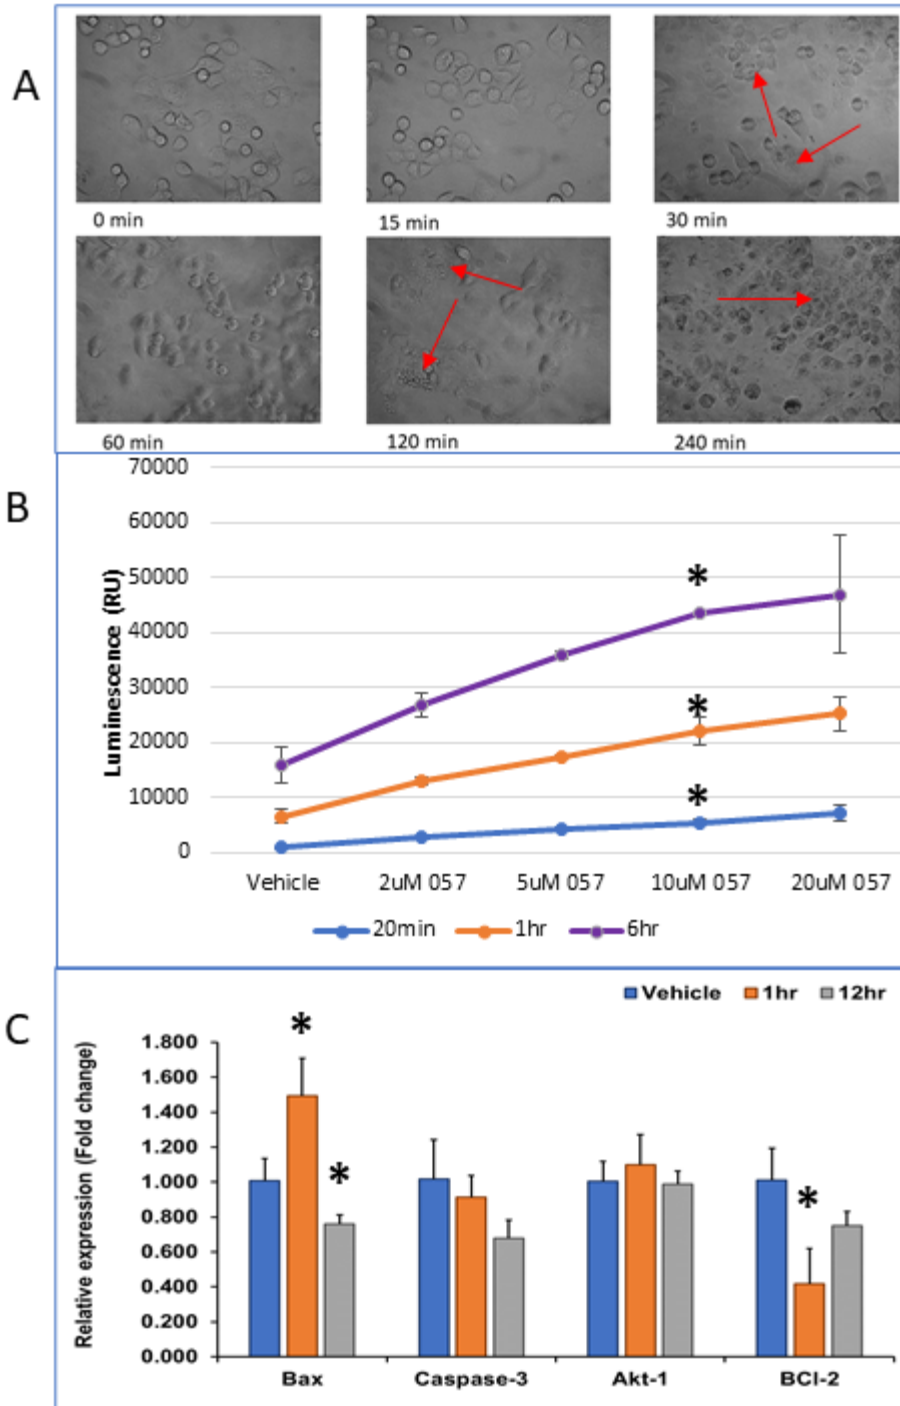 A
0 min
15 min
30 min
60 min
120 min
240 min
B
Luminescence (RU)
70000
60000
50000
40000
30000
20000
10000
0
*
*
*
Vehicle 2uM 057 5uM 057 10uM 057 20uM 057
20min 1hr 6hr
C
Vehicle 1hr 12hr
Relative expression (Fold change)
1.800
1.600
1.400
1.200
1.000
0.800
0.600
0.400
0.200
0.000
*
*
*
Bax Caspase-3 Akt-1 BCl-2